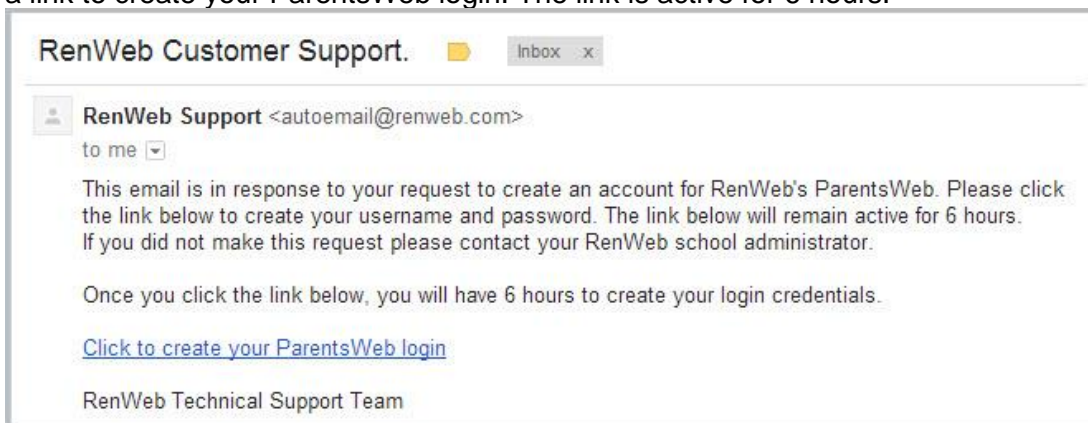 a link to create your ParentsWeb login. The link is active for 6 hours.
RenWeb Customer Support.
Inbox x
RenWeb Support <autoemail@renweb.com>
to me
This email is in response to your request to create an account for RenWeb's ParentsWeb. Please click
the link below to create your username and password. The link below will remain active for 6 hours.
If you did not make this request please contact your RenWeb school administrator.
Once you click the link below, you will have 6 hours to create your login credentials.
Click to create your ParentsWeb login
RenWeb Technical Support Team